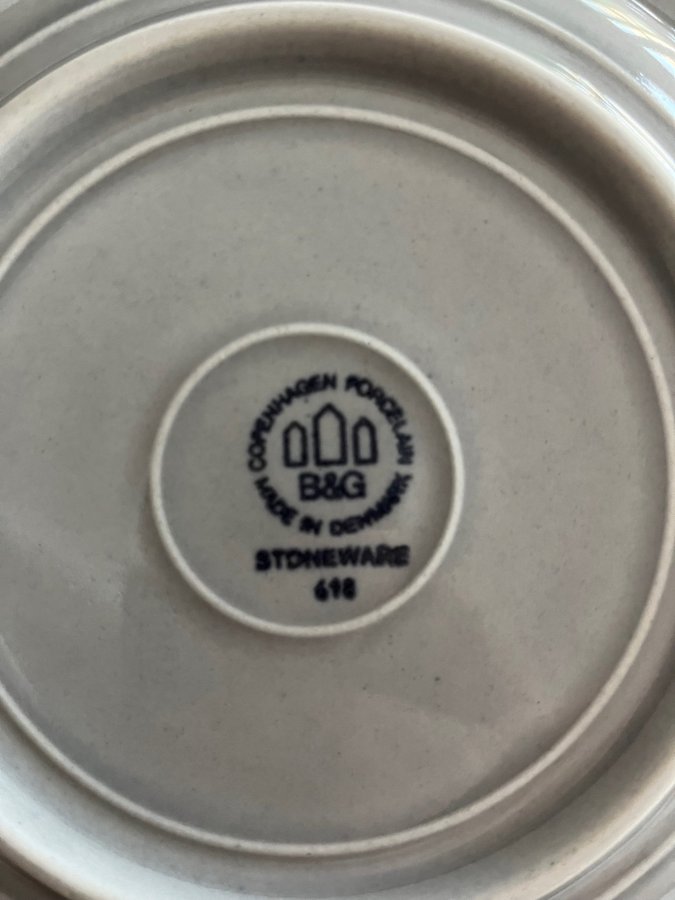 COPENHAGEN PORCELAIN
B&G
MADE IN DENMARK
STONEWARE
618